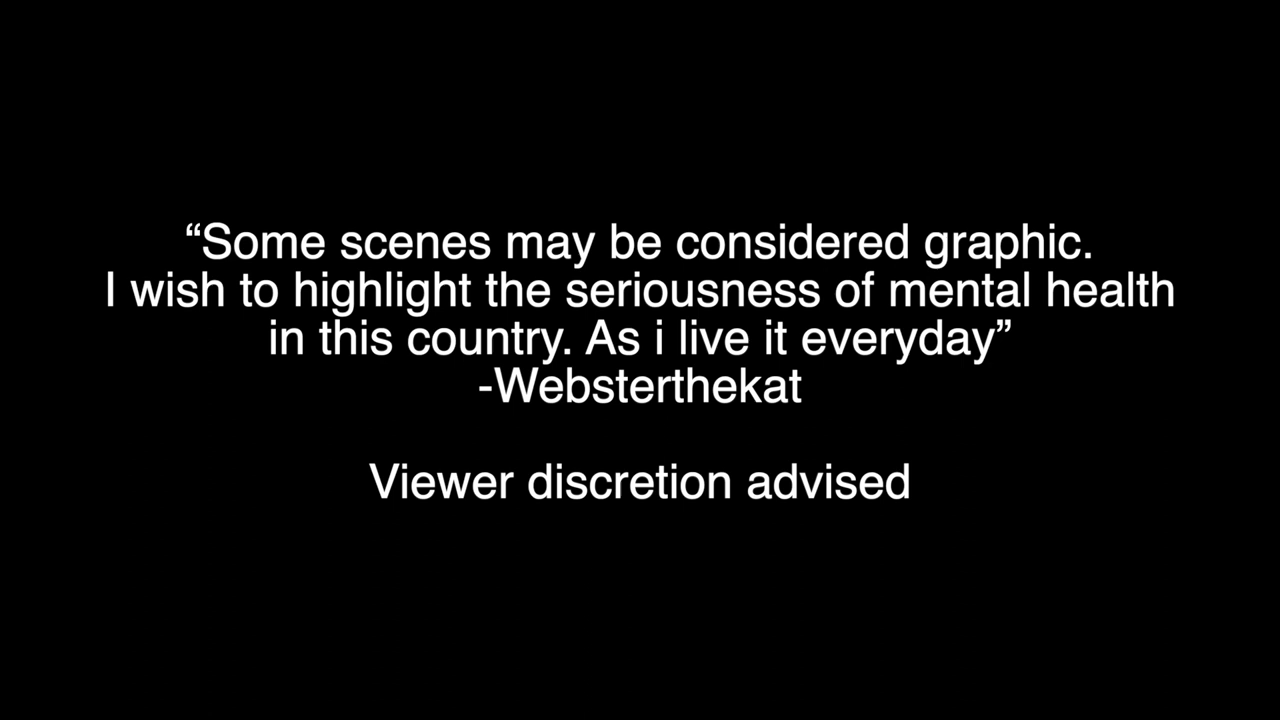 “Some scenes may be considered graphic.
I wish to highlight the seriousness of mental health
in this country. As i live it everyday”
-Websterthekat
Viewer discretion advised